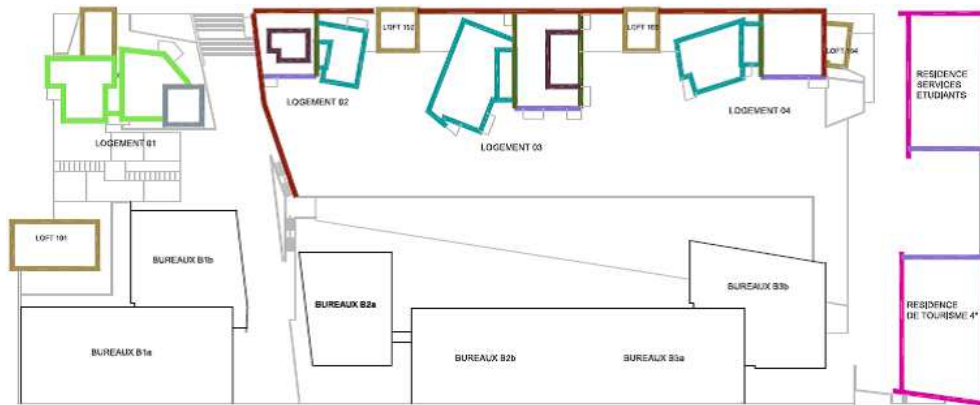 LOFT 102
LOFT 103
LOFT 104
RESIDENCE
SERVICES
ETUDIANTS
LOGEMENT 02
LOGEMENT 04
LOGEMENT 01
LOGEMENT 03
LOFT 101
BUREAUX B1b
BUREAUX B3b
BUREAUX B2a
RESIDENCE
DE TOURISME 4*
BUREAUX B1a
BUREAUX B2b
BUREAUX B3a